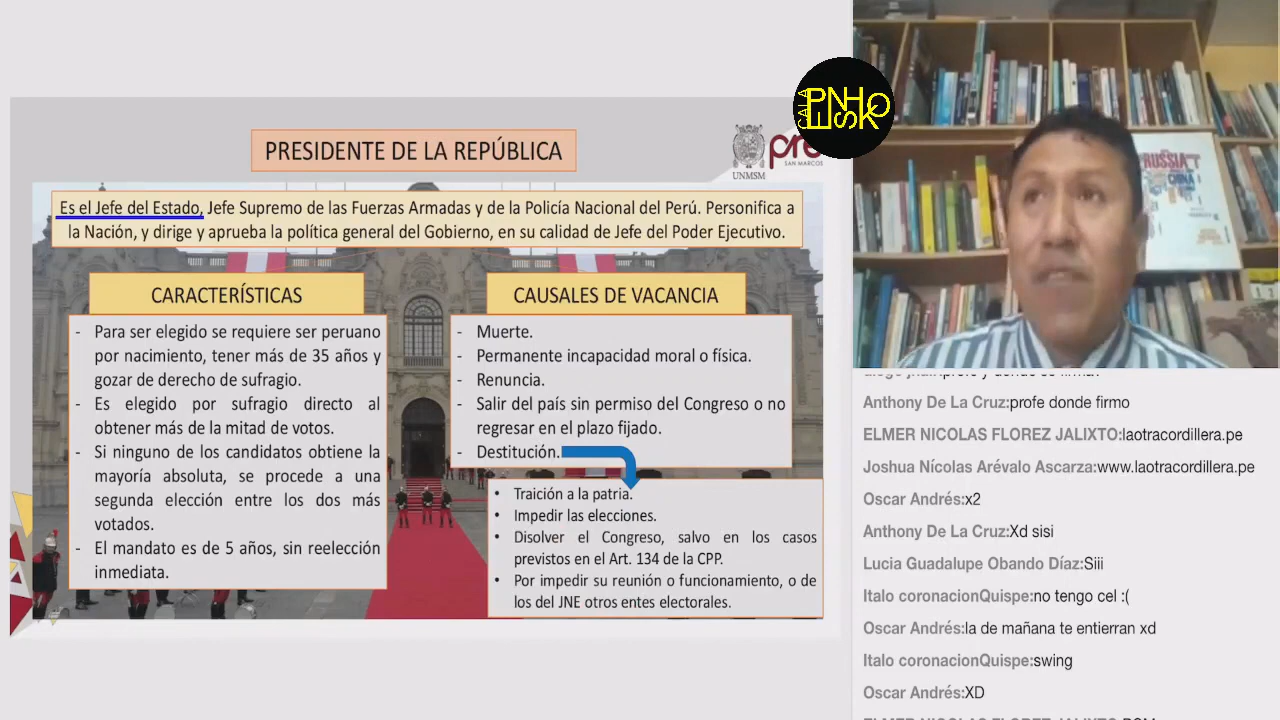 PRESIDENTE DE LA REPÚBLICA
UNMSM
pre
SAN MARCOS
CALA
PNHO
ESK
Es el Jefe del Estado, Jefe Supremo de las Fuerzas Armadas y de la Policía Nacional del Perú. Personifica a
la Nación, y dirige y aprueba la política general del Gobierno, en su calidad de Jefe del Poder Ejecutivo.
CARACTERÍSTICAS
- Para ser elegido se requiere ser peruano
por nacimiento, tener más de 35 años y
gozar de derecho de sufragio.
- Es elegido por sufragio directo al
obtener más de la mitad de votos.
- Si ninguno de los candidatos obtiene la
mayoría absoluta, se procede a una
segunda elección entre los dos más
votados.
- El mandato es de 5 años, sin reelección
inmediata.
CAUSALES DE VACANCIA
- Muerte.
- Permanente incapacidad moral o física.
- Renuncia.
- Salir del país sin permiso del Congreso o no
regresar en el plazo fijado.
- Destitución.
• Traición a la patria.
• Impedir las elecciones.
• Disolver el Congreso, salvo en los casos
previstos en el Art. 134 de la CPP.
• Por impedir su reunión o funcionamiento, o de
los del JNE otros entes electorales.
RUSSIA
CHINA
Anthony De La Cruz:profe donde firmo
ELMER NICOLAS FLOREZ JALIXTO:laotracordillera.pe
Joshua Nícolas Arévalo Ascarza:www.laotracordillera.pe
Oscar Andrés:x2
Anthony De La Cruz:Xd sisi
Lucia Guadalupe Obando Díaz:Siii
Italo coronacionQuispe:no tengo cel :(
Oscar Andrés:la de mañana te entierran xd
Italo coronacionQuispe:swing
Oscar Andrés:XD
ELMER NICOLAS FLOREZ JALIXTO: